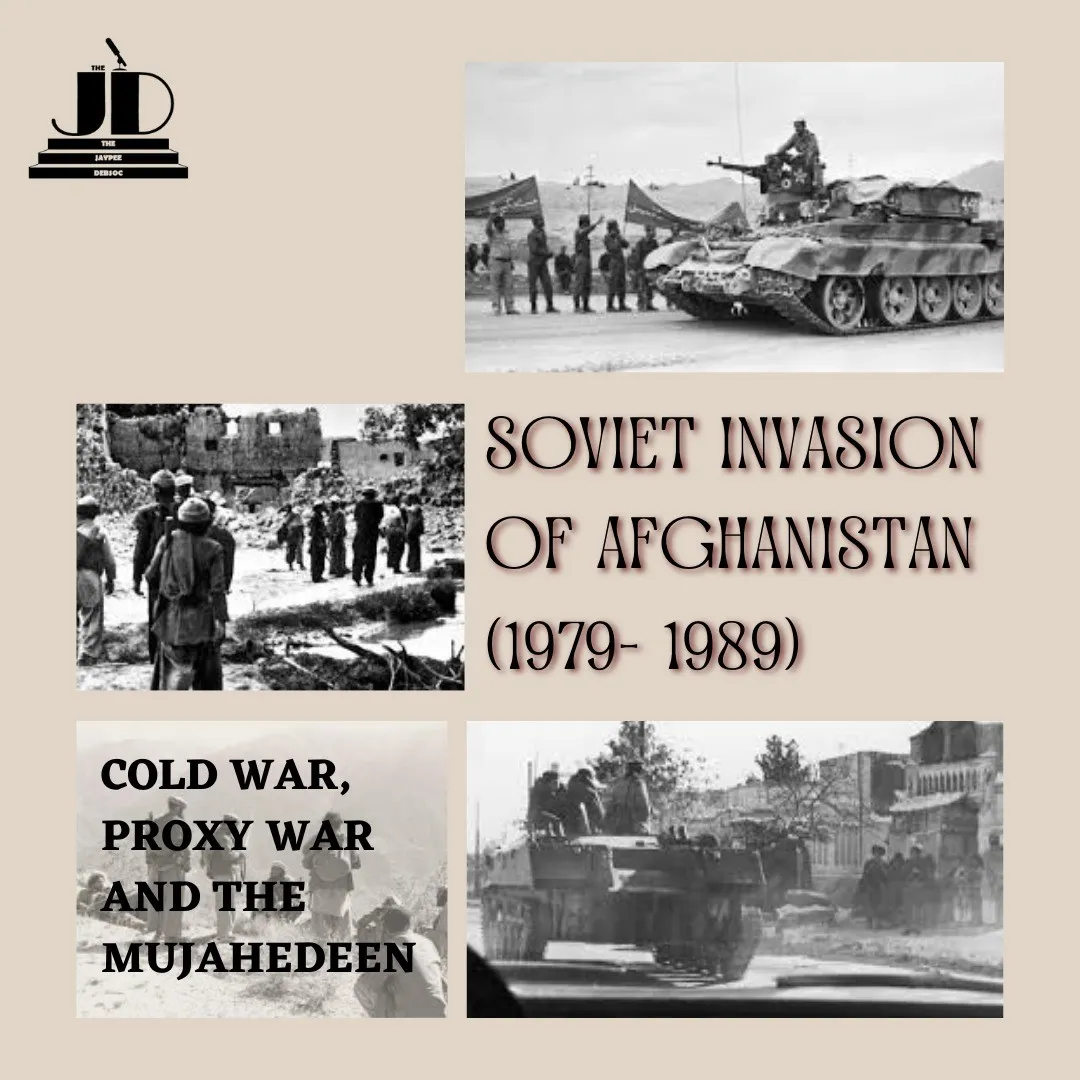 THE
JD
THE
JAYPEE
DEBSOC
SOVIET INVASION
OF AFGHANISTAN
(1979- 1989)
COLD WAR,
PROXY WAR
AND THE
MUJAHEDEEN